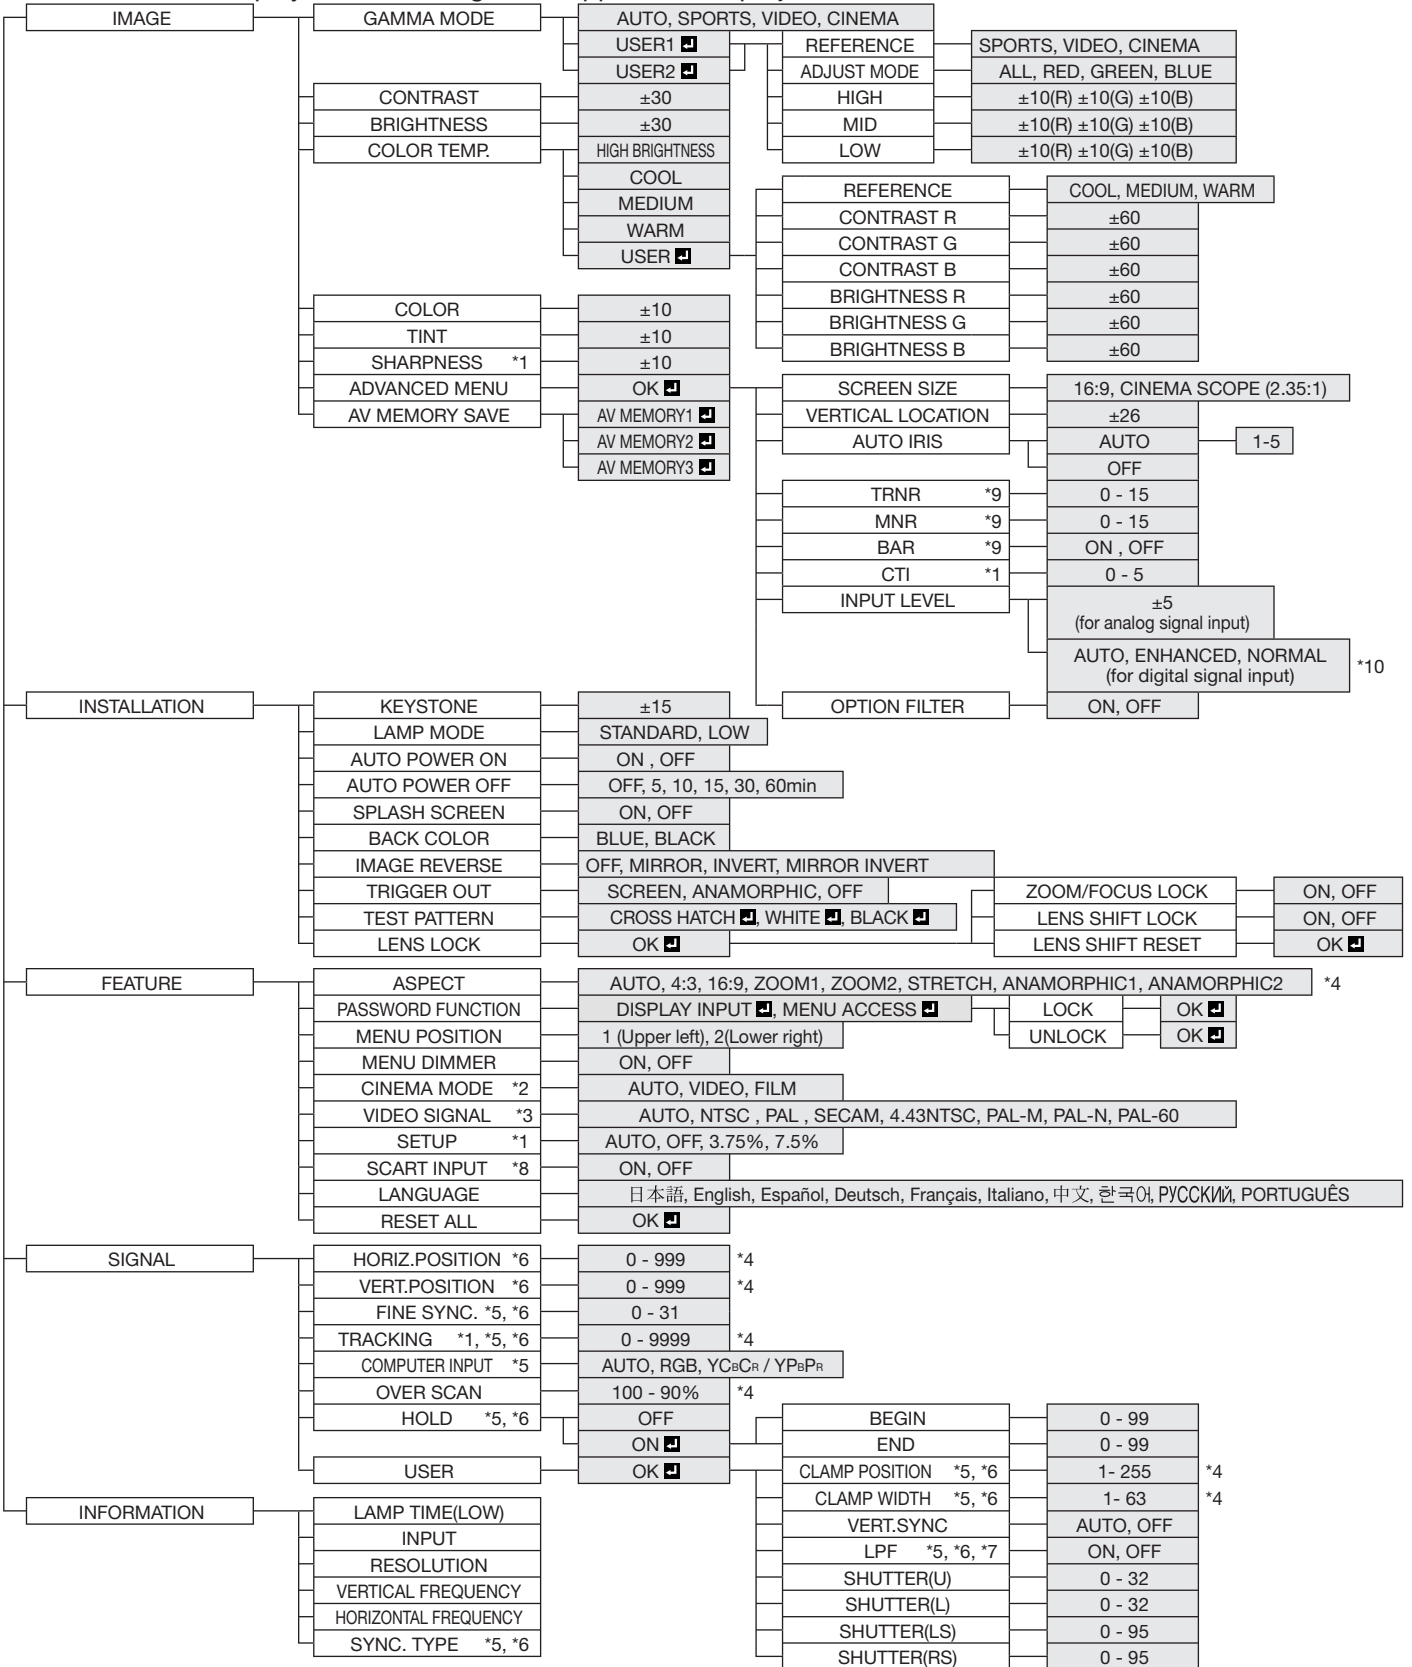 IMAGE GAMMA MODE AUTO, SPORTS, VIDEO, CINEMA
USER1 REFERENCE SPORTS, VIDEO, CINEMA
USER2 ADJUST MODE ALL, RED, GREEN, BLUE
CONTRAST ±30 HIGH ±10(R) ±10(G) ±10(B)
BRIGHTNESS ±30 MID ±10(R) ±10(G) ±10(B)
COLOR TEMP. HIGH BRIGHTNESS LOW ±10(R) ±10(G) ±10(B)
COOL
REFERENCE COOL, MEDIUM, WARM
MEDIUM
CONTRAST R ±60
WARM
CONTRAST G ±60
USER
CONTRAST B ±60
BRIGHTNESS R ±60
COLOR ±10
BRIGHTNESS G ±60
TINT ±10
BRIGHTNESS B ±60
SHARPNESS *1 ±10
ADVANCED MENU OK SCREEN SIZE 16:9, CINEMA SCOPE (2.35:1)
AV MEMORY SAVE AV MEMORY1 VERTICAL LOCATION ±26
AV MEMORY2 AUTO IRIS AUTO 1-5
AV MEMORY3 OFF
TRNR *9 0 - 15
MNR *9 0 - 15
BAR *9 ON , OFF
CTI *1 0 - 5
INPUT LEVEL ±5
(for analog signal input)
AUTO, ENHANCED, NORMAL
(for digital signal input) *10
INSTALLATION KEYSTONE ±15 OPTION FILTER ON, OFF
LAMP MODE STANDARD, LOW
AUTO POWER ON ON , OFF
AUTO POWER OFF OFF, 5, 10, 15, 30, 60min
SPLASH SCREEN ON, OFF
BACK COLOR BLUE, BLACK
IMAGE REVERSE OFF, MIRROR, INVERT, MIRROR INVERT
TRIGGER OUT SCREEN, ANAMORPHIC, OFF ZOOM/FOCUS LOCK ON, OFF
TEST PATTERN CROSS HATCH , WHITE , BLACK LENS SHIFT LOCK ON, OFF
LENS LOCK OK LENS SHIFT RESET OK
FEATURE ASPECT AUTO, 4:3, 16:9, ZOOM1, ZOOM2, STRETCH, ANAMORPHIC1, ANAMORPHIC2 *4
PASSWORD FUNCTION DISPLAY INPUT , MENU ACCESS LOCK OK
MENU POSITION 1 (Upper left), 2(Lower right) UNLOCK OK
MENU DIMMER ON, OFF
CINEMA MODE *2 AUTO, VIDEO, FILM
VIDEO SIGNAL *3 AUTO, NTSC , PAL , SECAM, 4.43NTSC, PAL-M, PAL-N, PAL-60
SETUP *1 AUTO, OFF, 3.75%, 7.5%
SCART INPUT *8 ON, OFF
LANGUAGE 日本語, English, Español, Deutsch, Français, Italiano, 中文, 한국어, РУССКИЙ, PORTUGUÊS
RESET ALL OK
SIGNAL HORIZ.POSITION *6 0 - 999 *4
VERT.POSITION *6 0 - 999 *4
FINE SYNC. *5, *6 0 - 31
TRACKING *1, *5, *6 0 - 9999 *4
COMPUTER INPUT *5 AUTO, RGB, YCBCR / YPBPR
OVER SCAN 100 - 90% *4
HOLD *5, *6 OFF BEGIN 0 - 99
ON END 0 - 99
USER OK CLAMP POSITION *5, *6 1- 255 *4
INFORMATION LAMP TIME(LOW) CLAMP WIDTH *5, *6 1- 63 *4
INPUT VERT.SYNC AUTO, OFF
RESOLUTION LPF *5, *6, *7 ON, OFF
VERTICAL FREQUENCY SHUTTER(U) 0 - 32
HORIZONTAL FREQUENCY SHUTTER(L) 0 - 32
SYNC. TYPE *5, *6 SHUTTER(LS) 0 - 95
SHUTTER(RS) 0 - 95